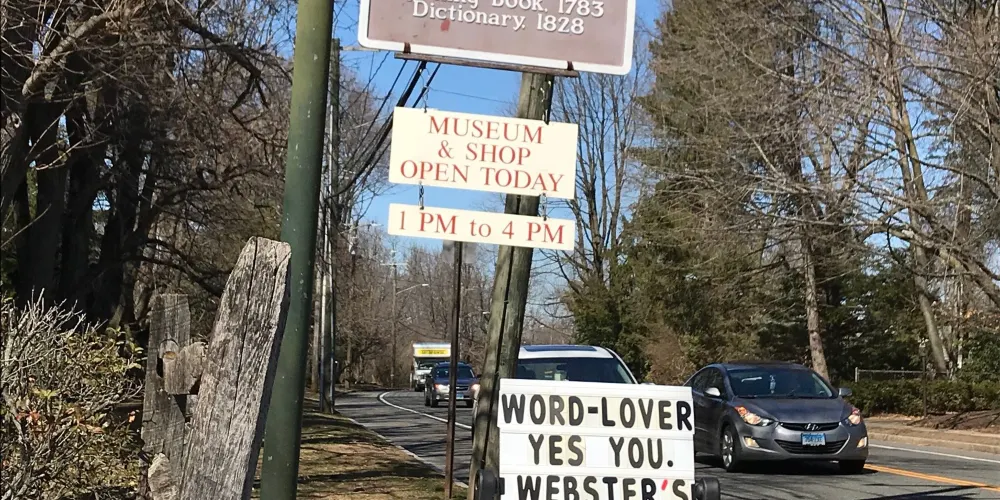 Book, 1783
Dictionary, 1828
MUSEUM
& SHOP
OPEN TODAY
1 PM to 4 PM
WORD-LOVER
YES YOU.
WEBSTER'S